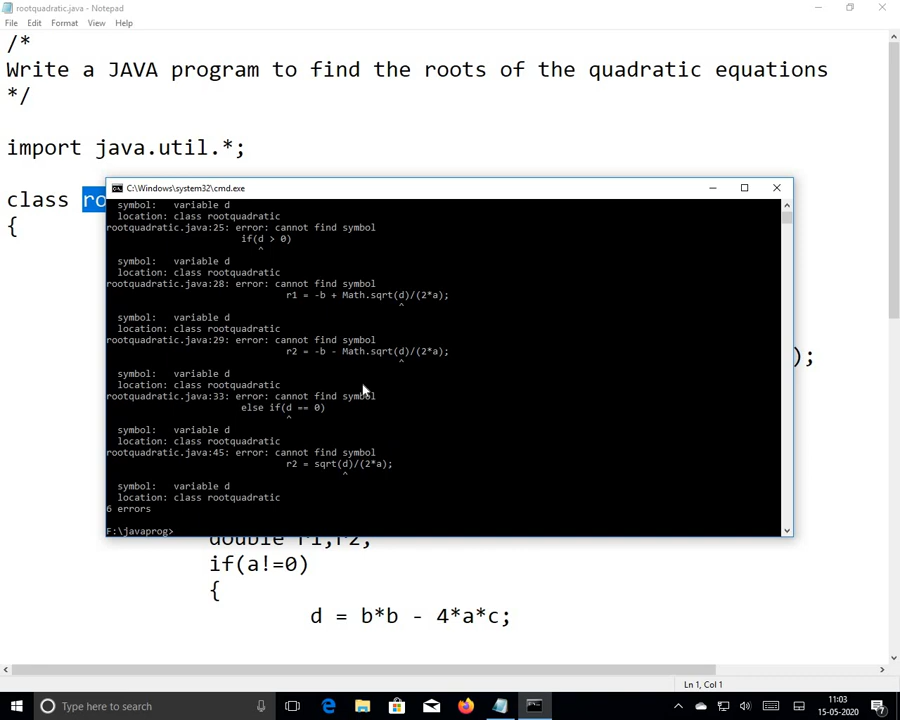 rootquadratic.java - Notepad
File Edit Format View Help
/*
Write a JAVA program to find the roots of the quadratic equations
*/
import java.util.*;
class ro
{
C:\Windows\system32\cmd.exe
symbol: variable d
location: class rootquadratic
rootquadratic.java:25: error: cannot find symbol
if(d > 0)
^
symbol: variable d
location: class rootquadratic
rootquadratic.java:28: error: cannot find symbol
r1 = -b + Math.sqrt(d)/(2*a);
^
symbol: variable d
location: class rootquadratic
rootquadratic.java:29: error: cannot find symbol
r2 = -b - Math.sqrt(d)/(2*a);
^
symbol: variable d
location: class rootquadratic
rootquadratic.java:33: error: cannot find symbol
else if(d == 0)
^
symbol: variable d
location: class rootquadratic
rootquadratic.java:45: error: cannot find symbol
r2 = sqrt(d)/(2*a);
^
symbol: variable d
location: class rootquadratic
6 errors
F:\javaprog>
);
double r1,r2;
if(a!=0)
{
d = b*b - 4*a*c;
Ln 1, Col 1
Type here to search
11:03
15-05-2020
7